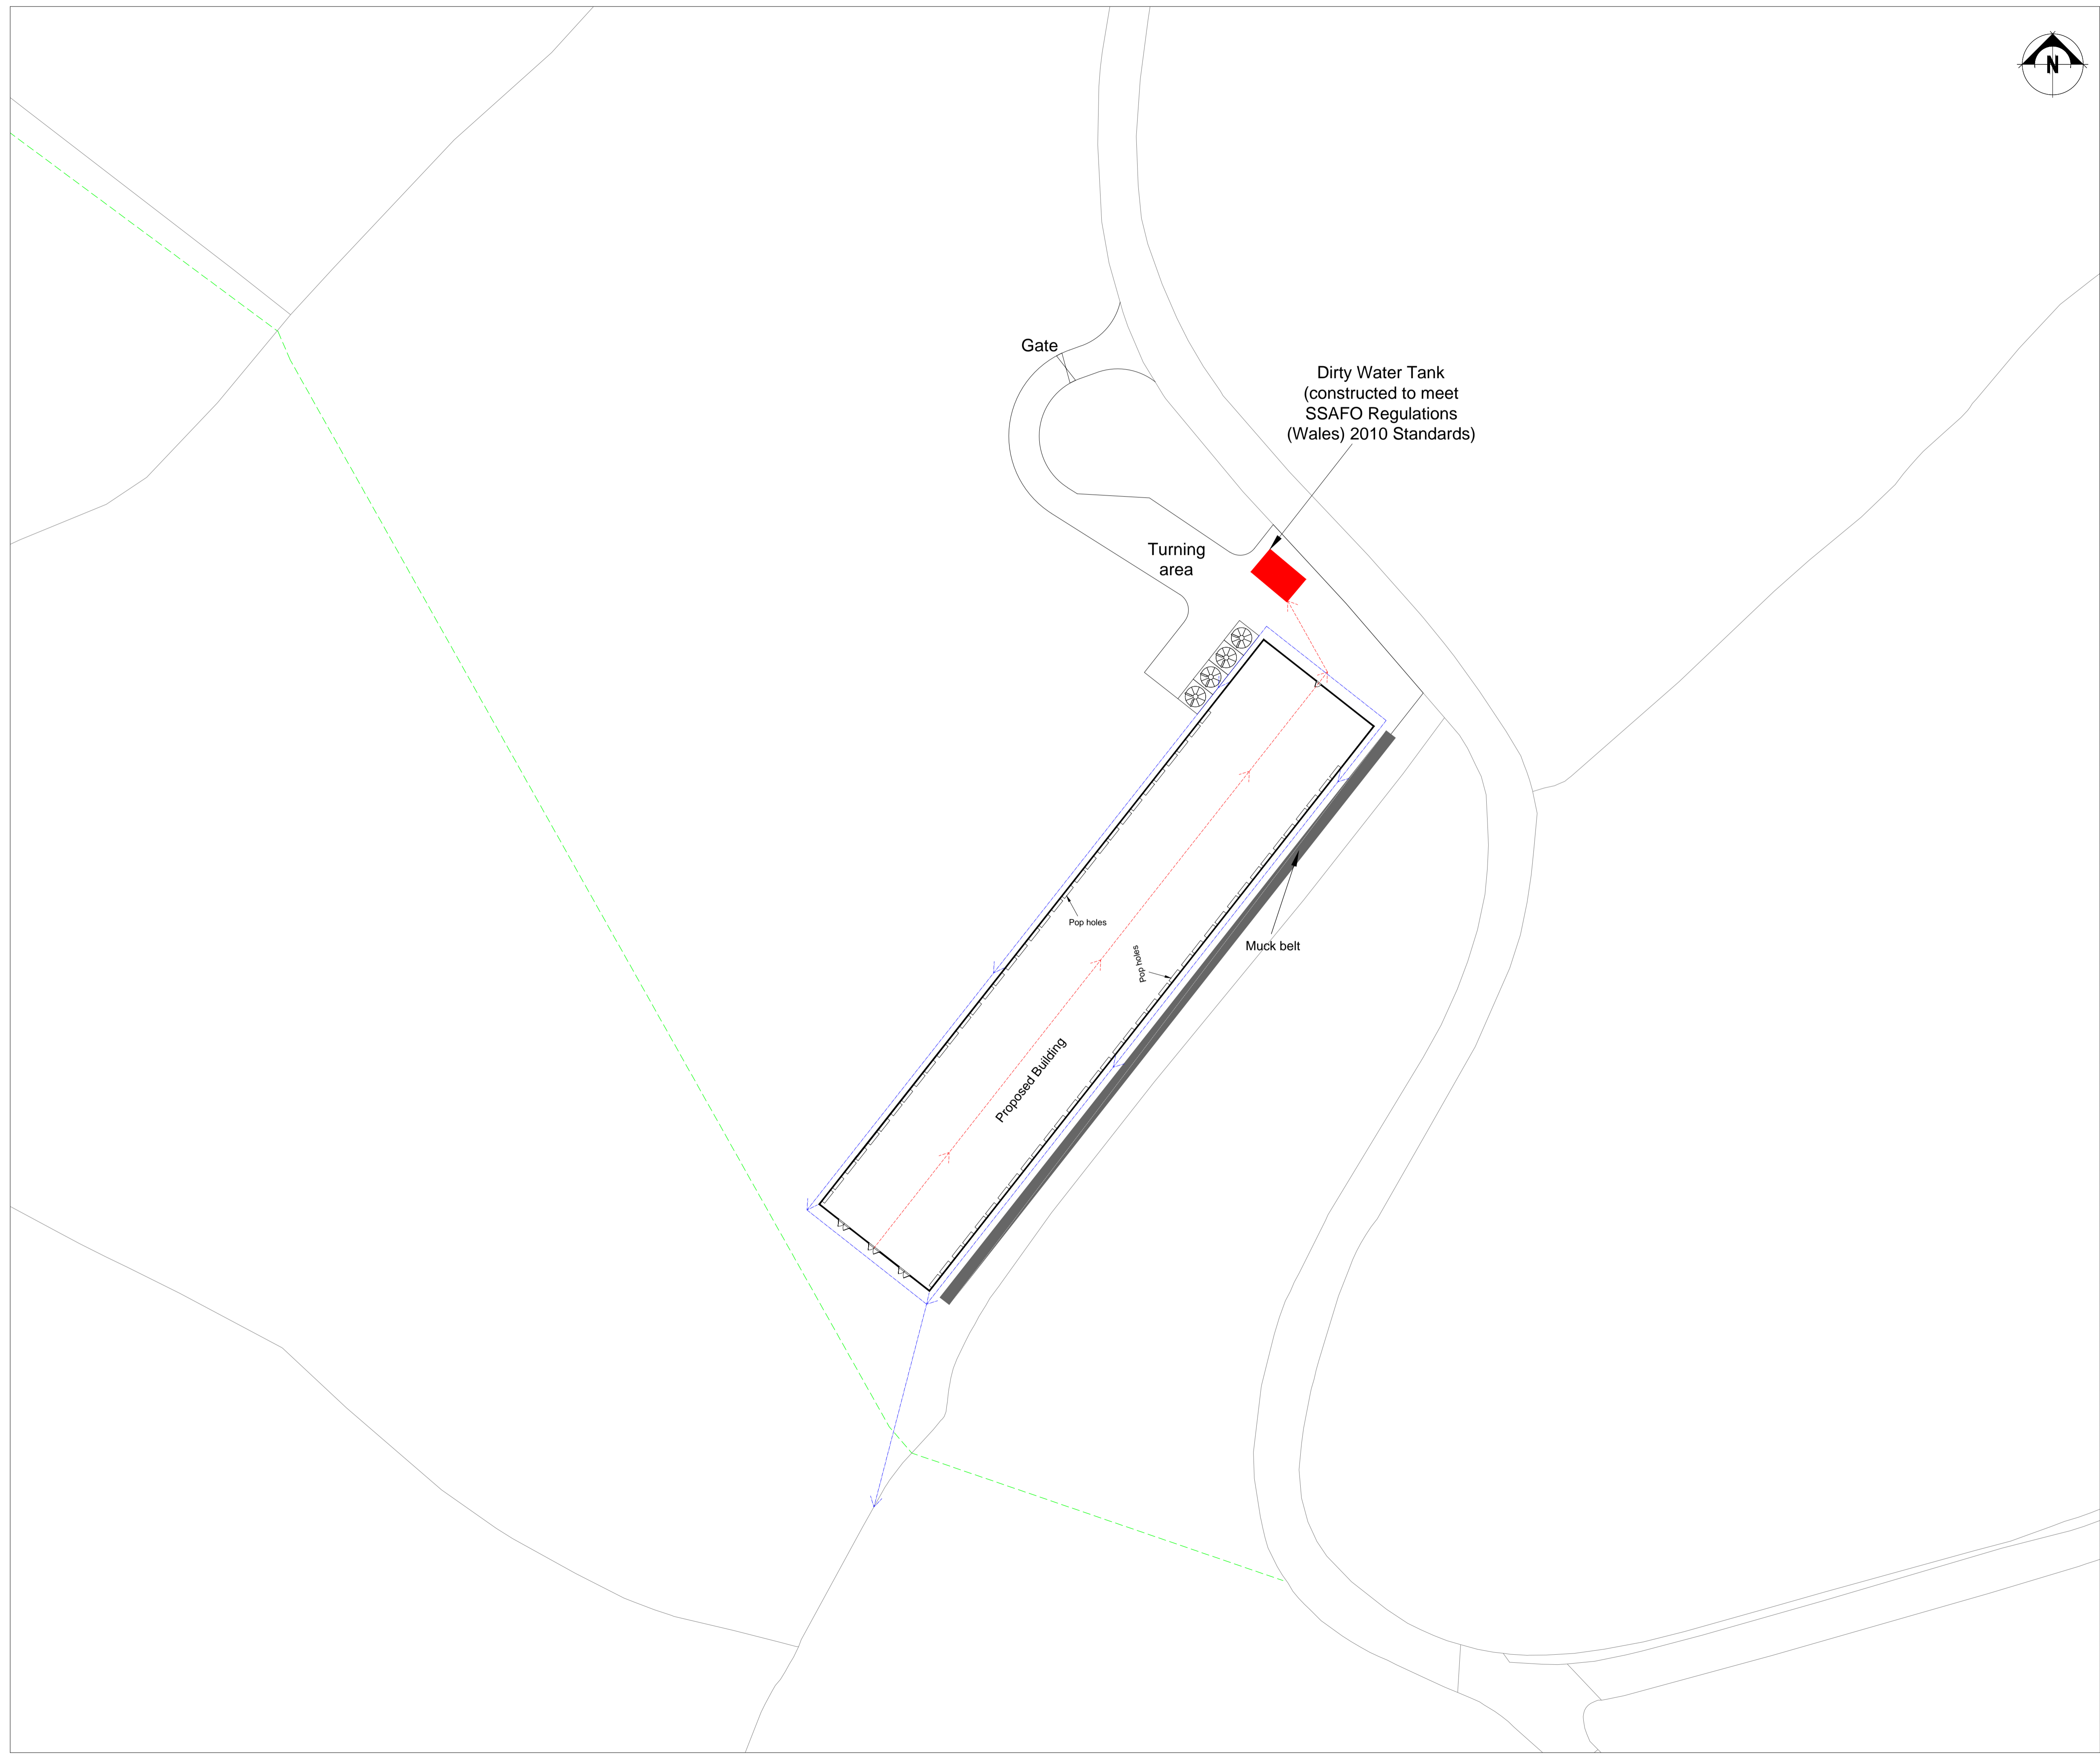 N
Gate
Dirty Water Tank
(constructed to meet
SSAFO Regulations
(Wales) 2010 Standards)
Turning
area
Pop holes
Pop holes
Muck belt
Proposed Building